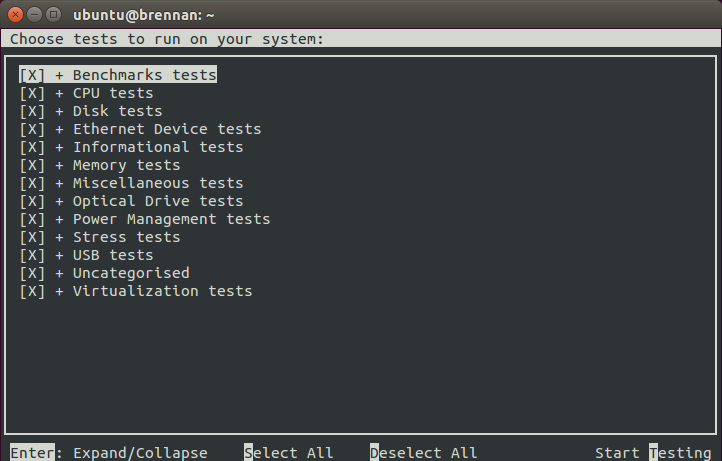 ubuntu@brennan: ~
Choose tests to run on your system:
[X] + Benchmarks tests
[X] + CPU tests
[X] + Disk tests
[X] + Ethernet Device tests
[X] + Informational tests
[X] + Memory tests
[X] + Miscellaneous tests
[X] + Optical Drive tests
[X] + Power Management tests
[X] + Stress tests
[X] + USB tests
[X] + Uncategorised
[X] + Virtualization tests
Enter: Expand/Collapse Select All Deselect All Start Testing